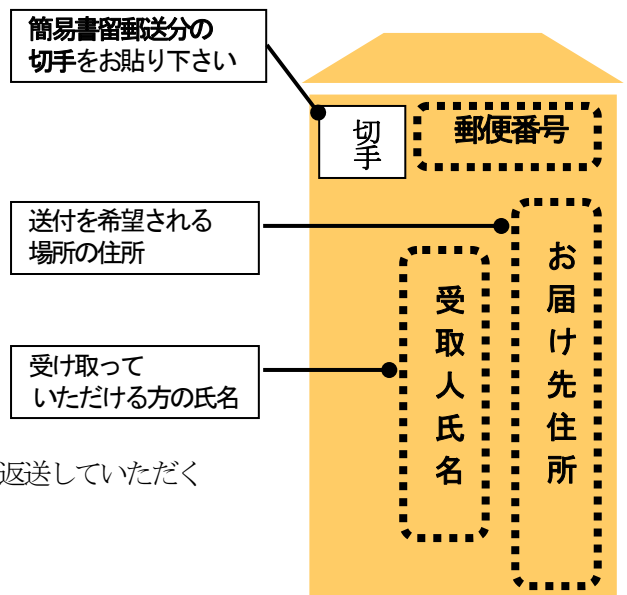 簡易書留郵送分の
切手をお貼り下さい
切手
郵便番号
送付を希望される
場所の住所
お届け先住所
受取人氏名
受け取って
いただける方の氏名
返送していただく